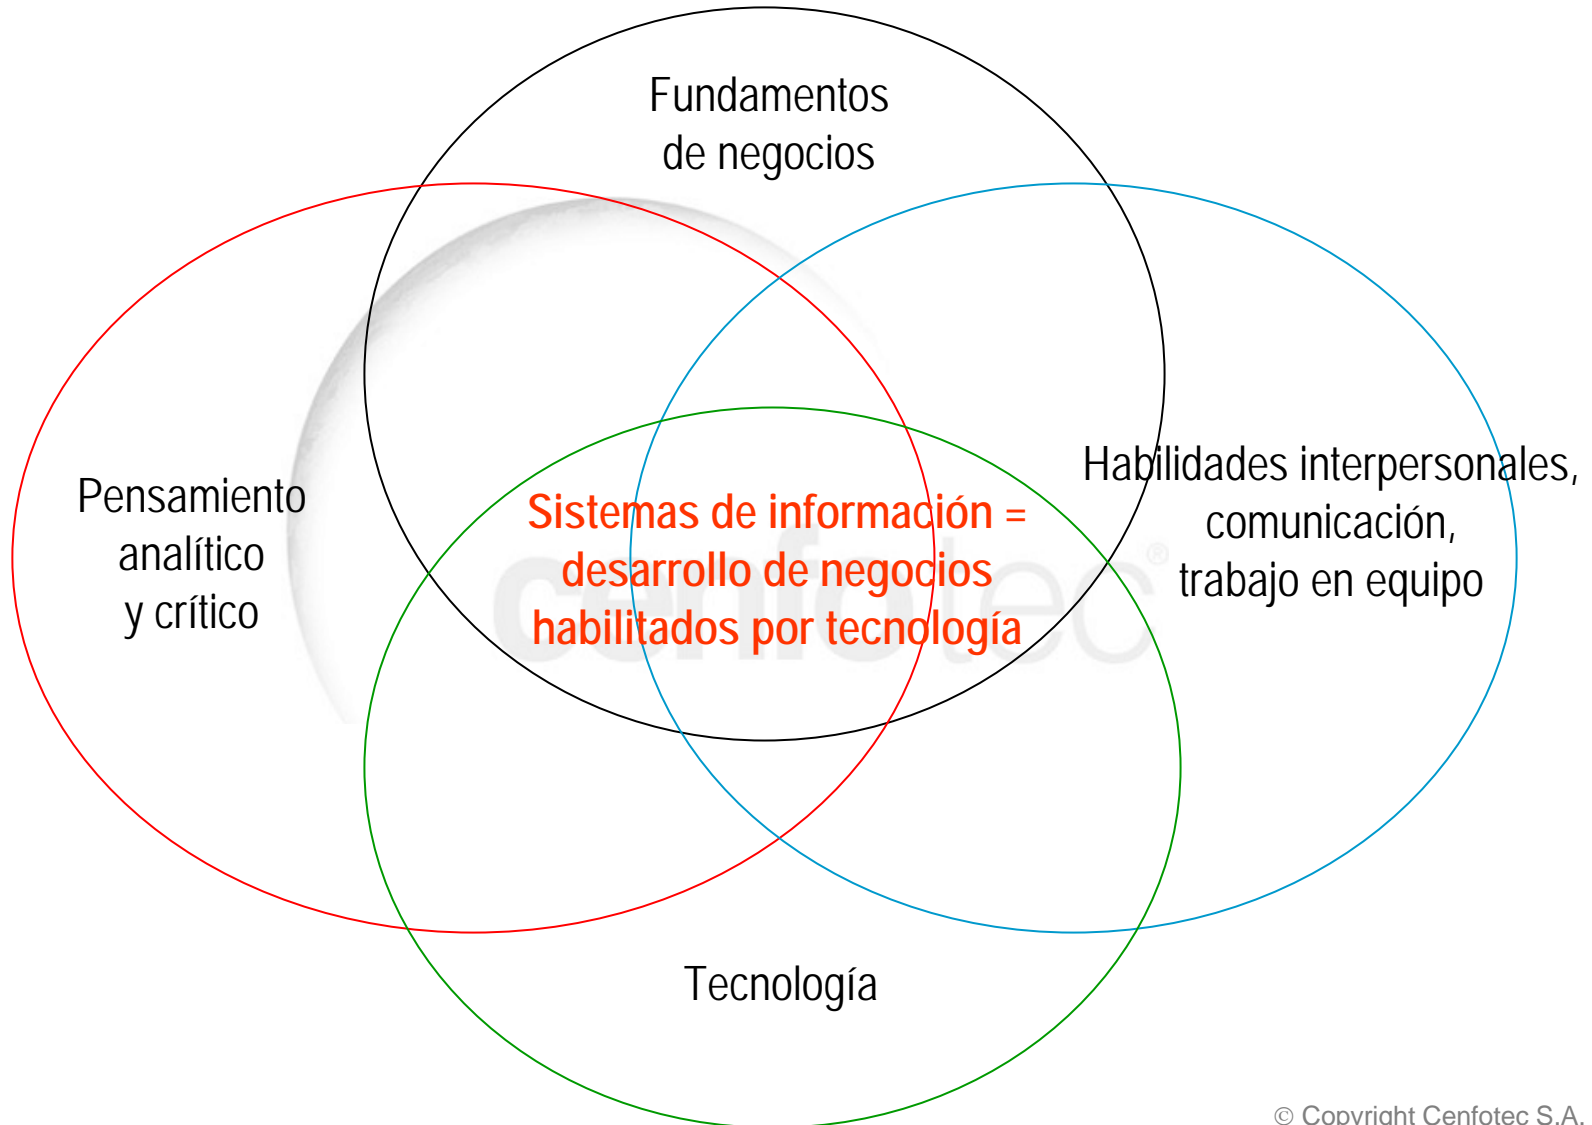 Fundamentos
de negocios
Pensamiento
analítico
y crítico
Sistemas de información =
desarrollo de negocios
habilitados por tecnología
Habilidades interpersonales,
comunicación,
trabajo en equipo
cenfotec®
Tecnología
© Copyright Cenfotec S.A.